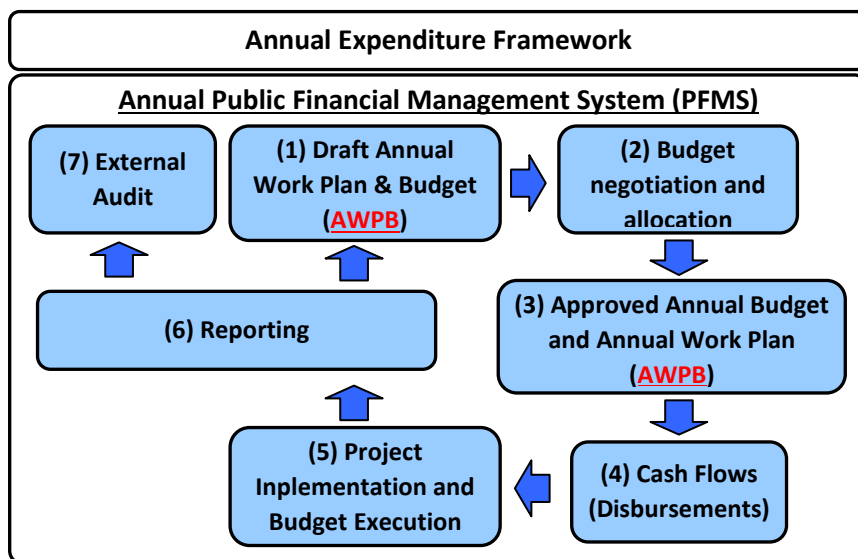 Annual Expenditure Framework
Annual Public Financial Management System (PFMS)
(7) External
Audit
(1) Draft Annual
Work Plan & Budget
(AWPB)
(2) Budget
negotiation and
allocation
(6) Reporting
(3) Approved Annual Budget
and Annual Work Plan
(AWPB)
(5) Project
Inplementation and
Budget Execution
(4) Cash Flows
(Disbursements)